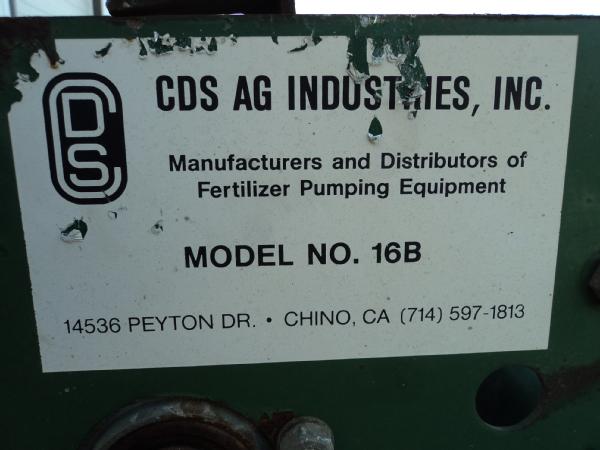 CDS
CDS AG INDUSTRIES, INC.
Manufacturers and Distributors of
Fertilizer Pumping Equipment
MODEL NO. 16B
14536 PEYTON DR. • CHINO, CA (714) 597-1813